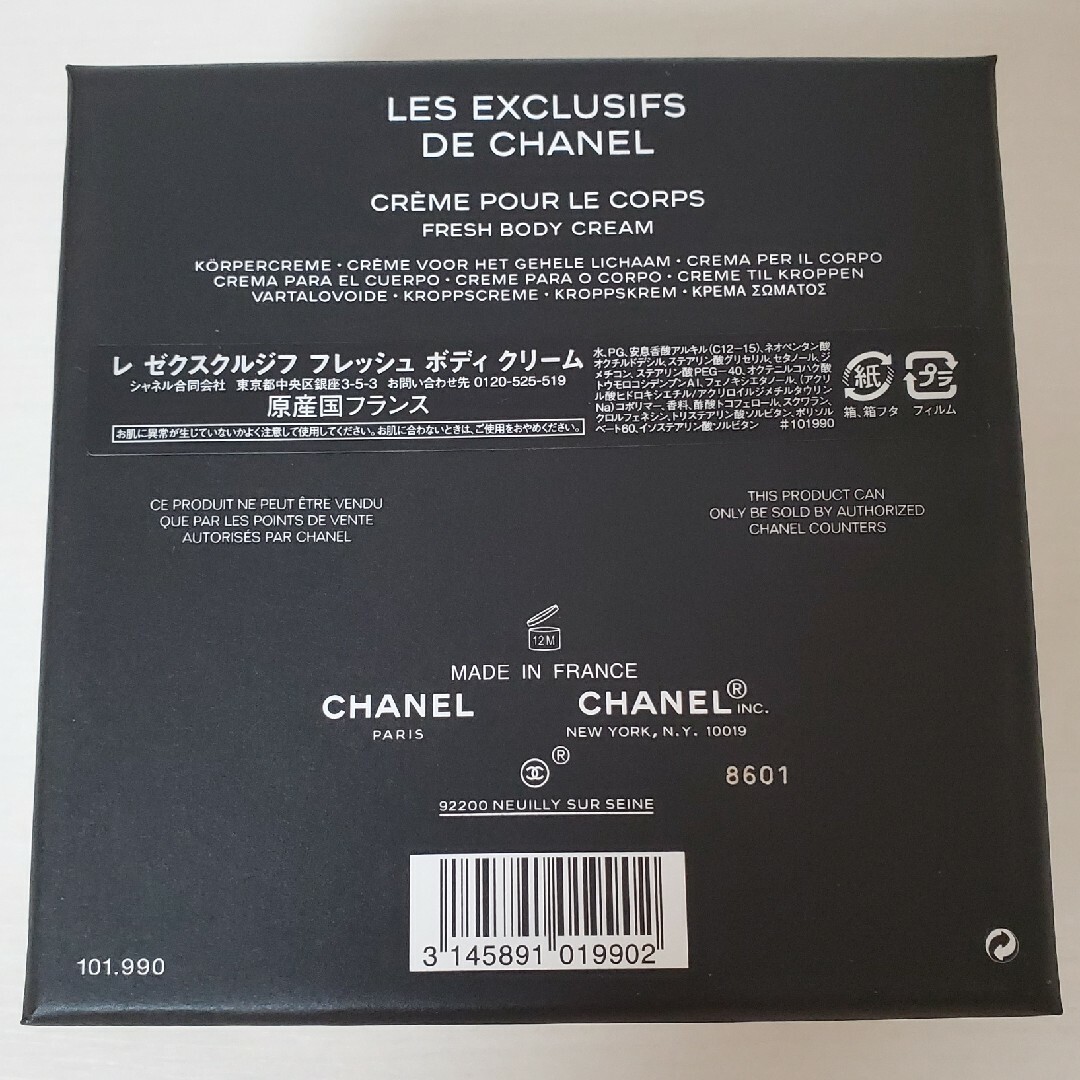 LES EXCLUSIFS
DE CHANEL
CRÈME POUR LE CORPS
FRESH BODY CREAM
KÖRPERCREME · CRÈME VOOR HET GEHELE LICHAAM · CREMA PER IL CORPO
CREMA PARA EL CUERPO · CREME PARA O CORPO · CREME TIL KROPPEN
VARTALOVOIDE · KROPPSCREME · KROPPSKREM · ΚΡΕΜΑ ΣΩΜΑΤΟΣ
レ ゼクスクルジフ フレッシュ ボディ クリーム
シャネル合同会社 東京都中央区銀座3-5-3 お問い合わせ先 0120-525-519
原産国フランス
お肌に異常が生じていないかよく注意して使用してください。お肌に合わないときは、ご使用をおやめください。
水、PG、安息香酸アルキル(C12-15)、ネオペンタン酸
オクチルドデシル、ステアリン酸グリセリル、セタノール、ジ
メチコン、ステアリン酸PEG-40、オクテニルコハク酸
トウモロコシデンプンAl、フェノキシエタノール、(アクリ
ル酸ヒドロキシエチル/アクリロイルジメチルタウリン
Na)コポリマー、香料、酢酸トコフェロール、スクワラン、
クロルフェネシン、トリステアリン酸ソルビタン、ポリソル
ベート60、イソステアリン酸ソルビタン #101990
紙
箱、箱フタ
プラ
フィルム
CE PRODUIT NE PEUT ÊTRE VENDU
QUE PAR LES POINTS DE VENTE
AUTORISÉS PAR CHANEL
THIS PRODUCT CAN
ONLY BE SOLD BY AUTHORIZED
CHANEL COUNTERS
12M
MADE IN FRANCE
CHANEL
PARIS
CHANEL® INC.
NEW YORK, N.Y. 10019
®
8601
92200 NEUILLY SUR SEINE
3 145891 019902
101.990